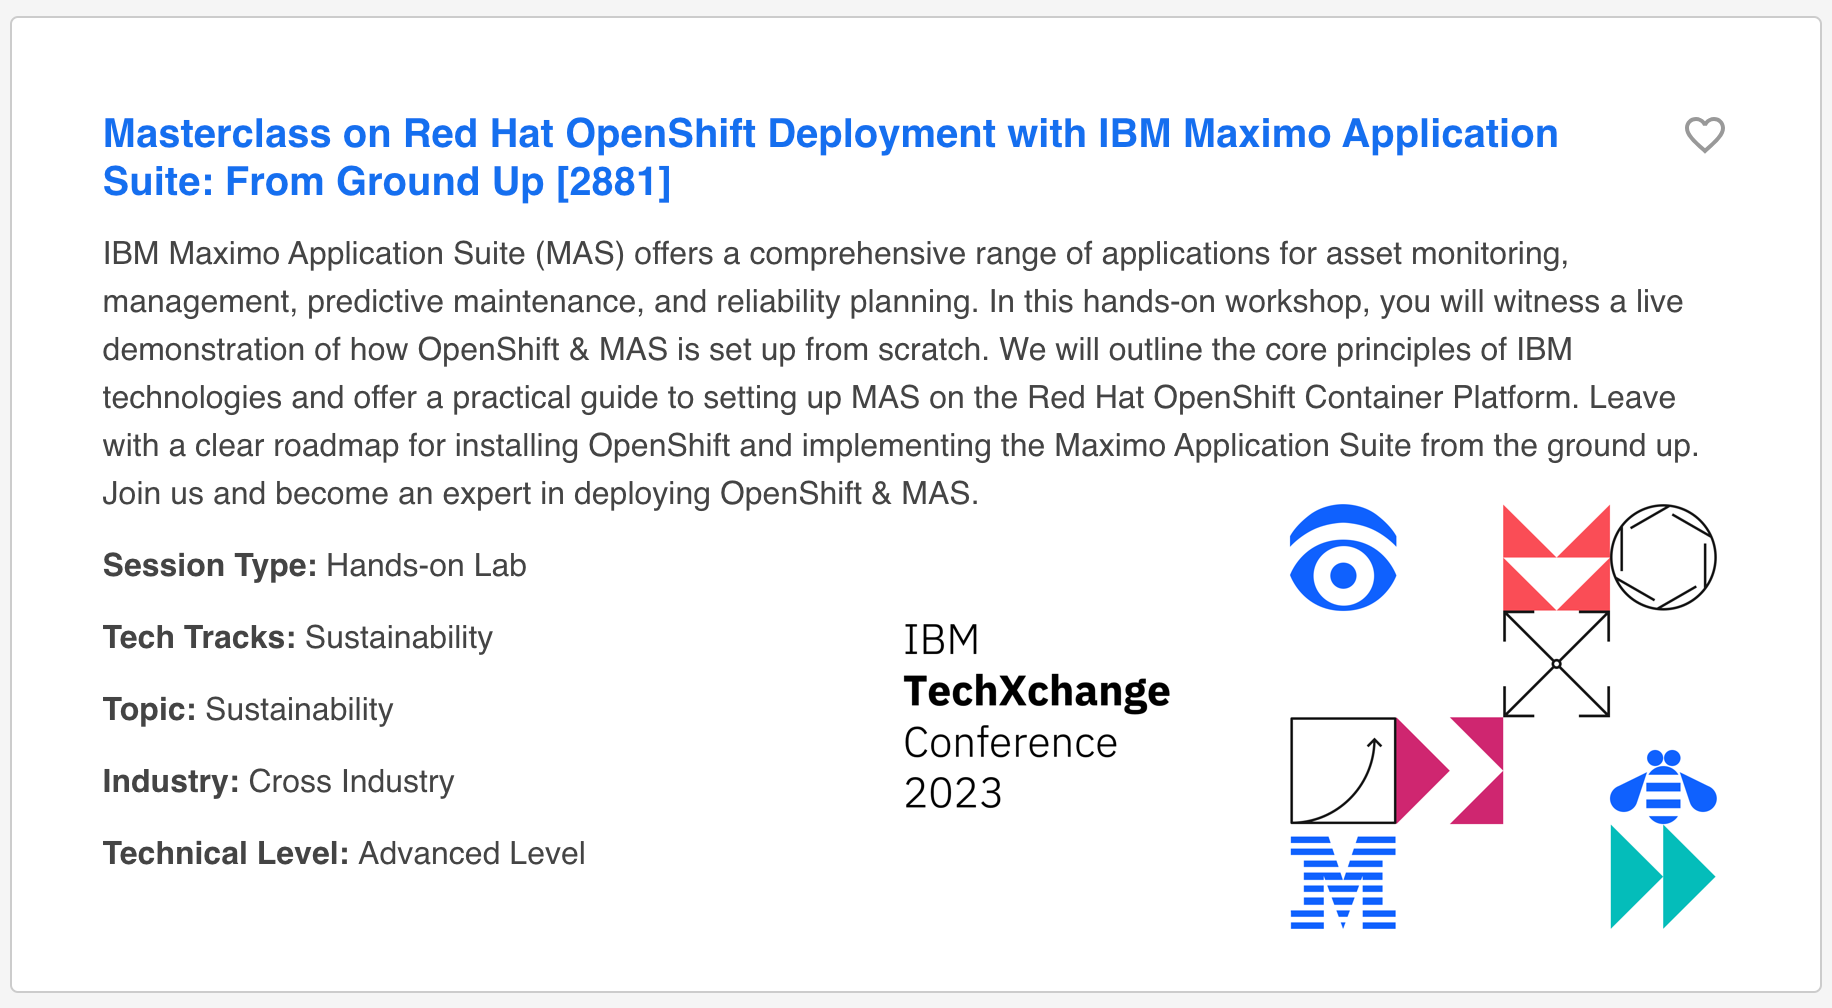 Masterclass on Red Hat OpenShift Deployment with IBM Maximo Application
Suite: From Ground Up [2881]
IBM Maximo Application Suite (MAS) offers a comprehensive range of applications for asset monitoring,
management, predictive maintenance, and reliability planning. In this hands-on workshop, you will witness a live
demonstration of how OpenShift & MAS is set up from scratch. We will outline the core principles of IBM
technologies and offer a practical guide to setting up MAS on the Red Hat OpenShift Container Platform. Leave
with a clear roadmap for installing OpenShift and implementing the Maximo Application Suite from the ground up.
Join us and become an expert in deploying OpenShift & MAS.
Session Type: Hands-on Lab
Tech Tracks: Sustainability
Topic: Sustainability
Industry: Cross Industry
Technical Level: Advanced Level
IBM
TechXchange
Conference
2023
M